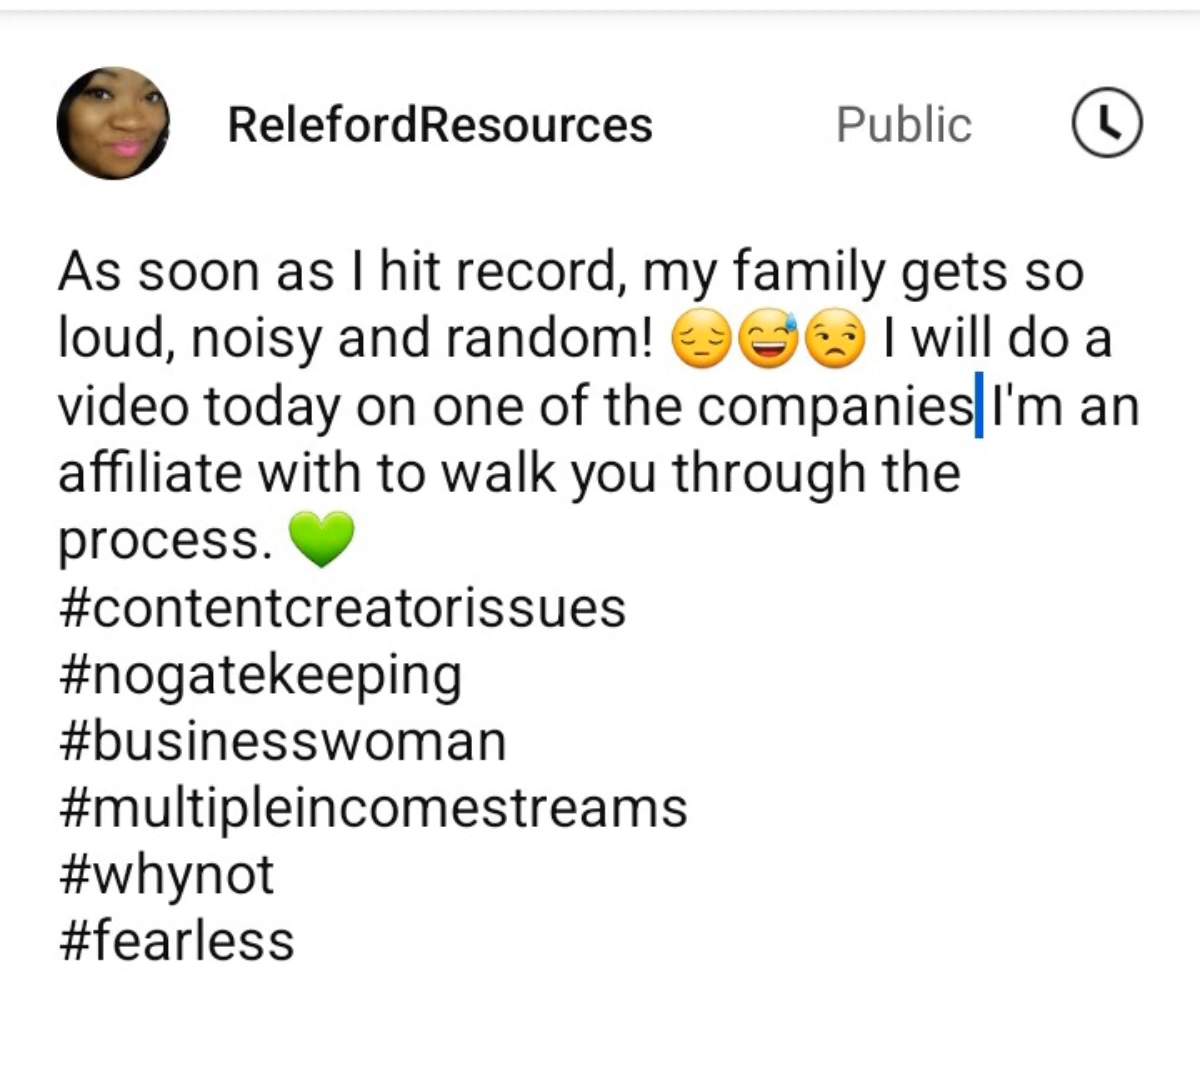 RelefordResources Public
As soon as I hit record, my family gets so
loud, noisy and random! 😔😅😒 I will do a
video today on one of the companies I'm an
affiliate with to walk you through the
process. 💚
#contentcreatorissues
#nogatekeeping
#businesswoman
#multipleincomestreams
#whynot
#fearless